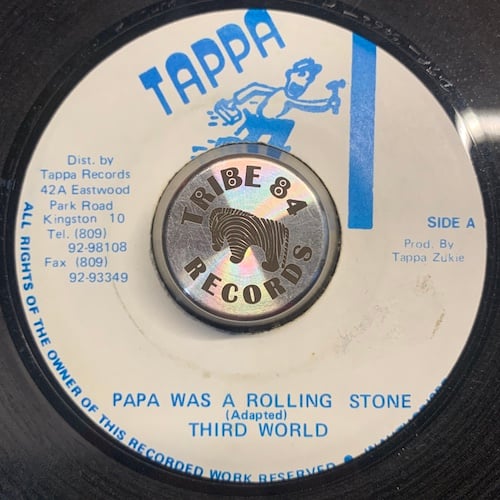 TAPPA
Dist. by
Tappa Records
42A Eastwood
Park Road
Kingston 10
Tel. (809)
92-98108
Fax (809)
92-93349
TRIBE 84
RECORDS
SIDE A
Prod. By
Tappa Zukie
PAPA WAS A ROLLING STONE
(Adapted)
THIRD WORLD
ALL RIGHTS OF THE OWNER OF THIS RECORDED WORK RESERVED